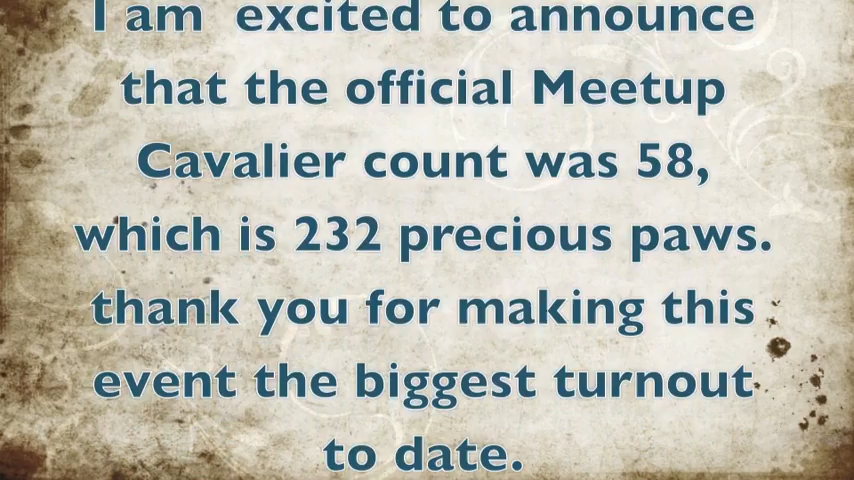 I am  excited to announce
that the official Meetup
Cavalier count was 58,
which is 232 precious paws.
thank you for making this
event the biggest turnout
to date.